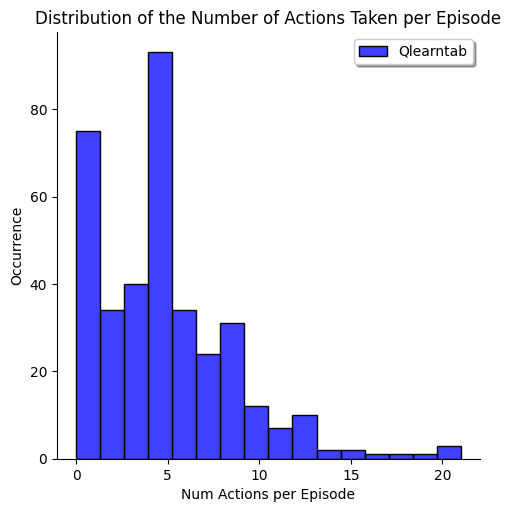 Distribution of the Number of Actions Taken per Episode
Qlearntab
Occurrence
80
60
40
20
0
0 5 10 15 20
Num Actions per Episode